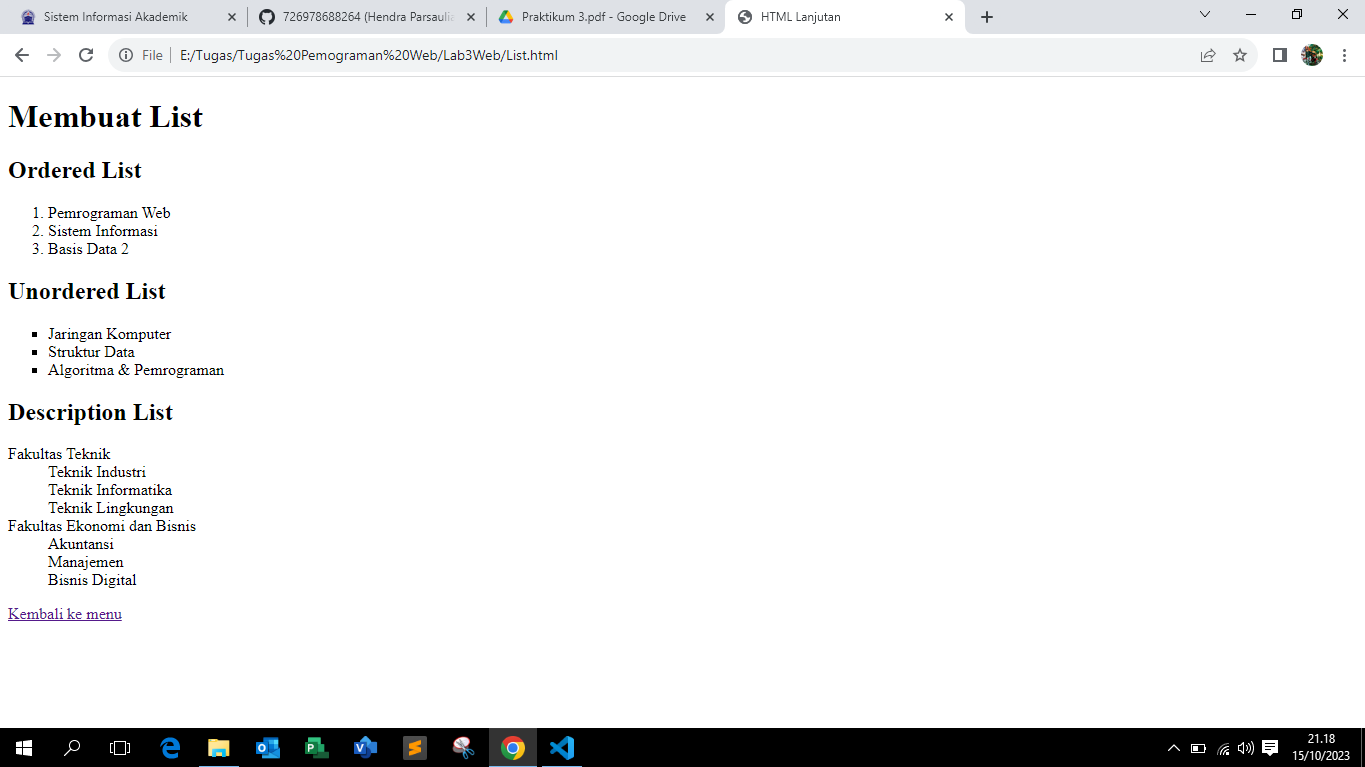 Sistem Informasi Akademik
726978688264 (Hendra Parsaulia
Praktikum 3.pdf - Google Drive
HTML Lanjutan
File
E:/Tugas/Tugas%20Pemograman%20Web/Lab3Web/List.html
Membuat List
Ordered List
1. Pemrograman Web
2. Sistem Informasi
3. Basis Data 2
Unordered List
Jaringan Komputer
Struktur Data
Algoritma & Pemrograman
Description List
Fakultas Teknik
Teknik Industri
Teknik Informatika
Teknik Lingkungan
Fakultas Ekonomi dan Bisnis
Akuntansi
Manajemen
Bisnis Digital
Kembali ke menu
21.18
15/10/2023